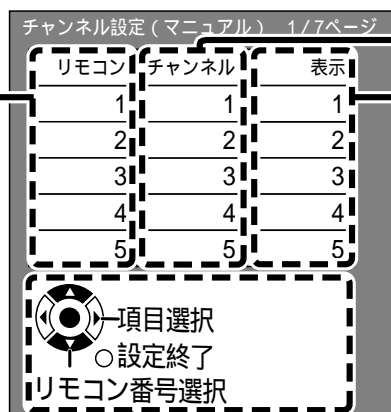 チャンネル設定(マニュアル) 1/7ページ
リモコン チャンネル 表示
1 1 1
2 2 2
3 3 3
4 4 4
5 5 5
項目選択
○設定終了
リモコン番号選択